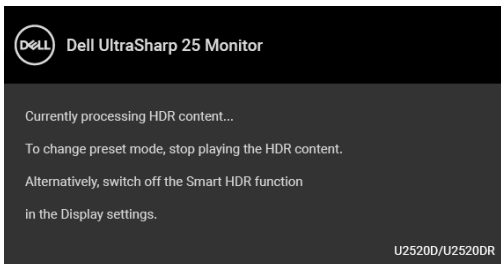 DELL
Dell UltraSharp 25 Monitor
Currently processing HDR content...
To change preset mode, stop playing the HDR content.
Alternatively, switch off the Smart HDR function
in the Display settings.
U2520D/U2520DR